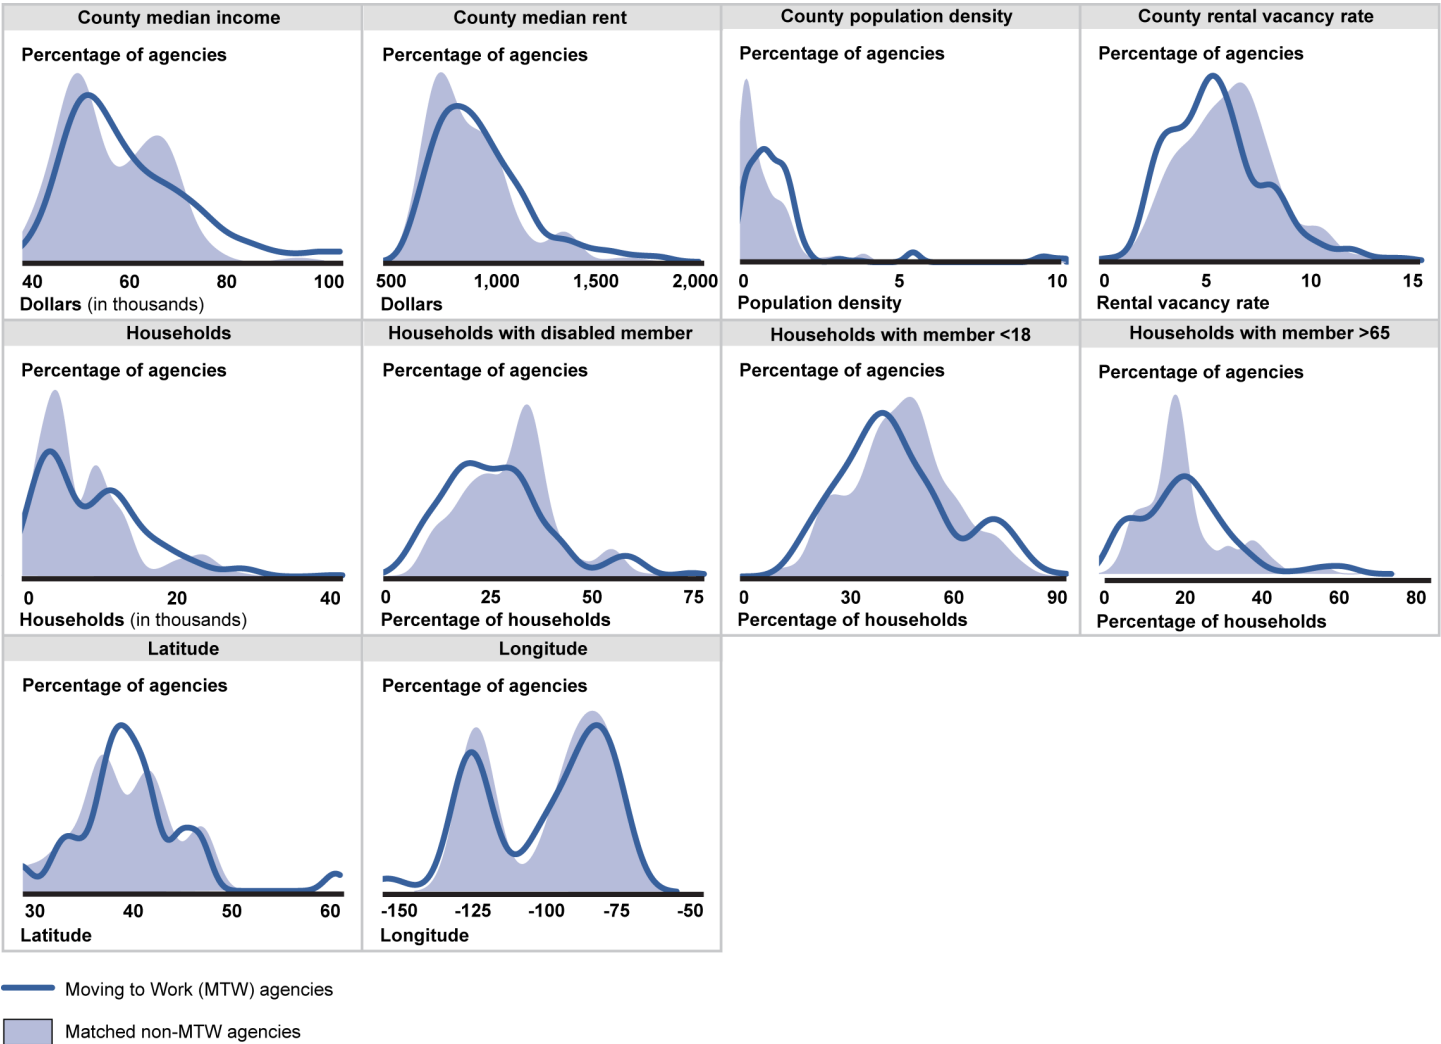 County median income
County median rent
County population density
County rental vacancy rate
Percentage of agencies
Percentage of agencies
Percentage of agencies
Percentage of agencies
40 60 80 100
500 1,000 1,500 2,000
0 5 10
0 5 10 15
Dollars (in thousands)
Dollars
Population density
Rental vacancy rate
Households
Households with disabled member
Households with member <18
Households with member >65
Percentage of agencies
Percentage of agencies
Percentage of agencies
Percentage of agencies
0 20 40
0 25 50 75
0 30 60 90
0 20 40 60 80
Households (in thousands)
Percentage of households
Percentage of households
Percentage of households
Latitude
Longitude
Percentage of agencies
Percentage of agencies
30 40 50 60
-150 -125 -100 -75 -50
Latitude
Longitude
Moving to Work (MTW) agencies
Matched non-MTW agencies